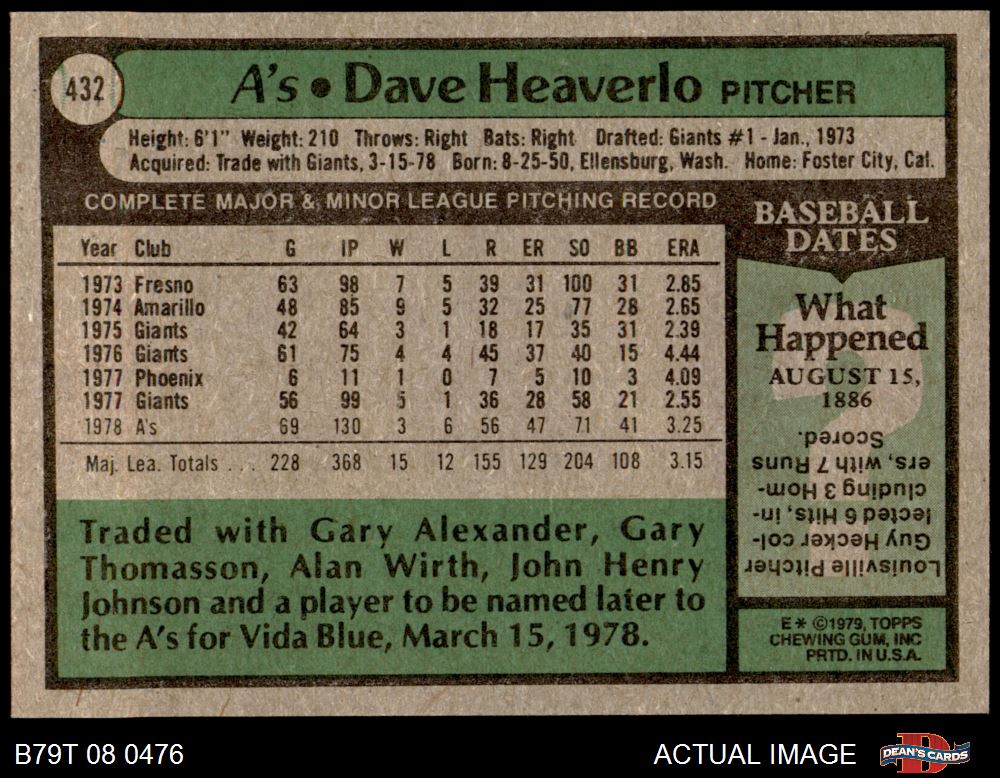 432
A's • Dave Heaverlo PITCHER
Height: 6'1" Weight: 210 Throws: Right Bats: Right Drafted: Giants #1 - Jan., 1973
Acquired: Trade with Giants, 3-15-78 Born: 8-25-50, Ellensburg, Wash. Home: Foster City, Cal.
COMPLETE MAJOR & MINOR LEAGUE PITCHING RECORD
Year Club G IP W L R ER SO BB ERA
1973 Fresno 63 98 7 5 39 31 100 31 2.85
1974 Amarillo 48 85 9 5 32 25 77 28 2.65
1975 Giants 42 64 3 1 18 17 35 31 2.39
1976 Giants 61 75 4 4 45 37 40 15 4.44
1977 Phoenix 6 11 1 0 7 5 10 3 4.09
1977 Giants 56 99 5 1 36 28 58 21 2.55
1978 A's 69 130 3 6 56 47 71 41 3.25
Maj. Lea. Totals . . . 228 368 15 12 155 129 204 108 3.15
Traded with Gary Alexander, Gary
Thomasson, Alan Wirth, John Henry
Johnson and a player to be named later to
the A's for Vida Blue, March 15, 1978.
BASEBALL
DATES
What
Happened
AUGUST 15,
1886
Louisville Pitcher
Guy Hecker col-
lected 6 Hits, in-
cluding 3 Hom-
ers, with 7 Runs
Scored.
E* ©1979, TOPPS
CHEWING GUM, INC
PRTD. IN U.S.A.
B79T 08 0476
ACTUAL IMAGE
DEAN'S CARDS